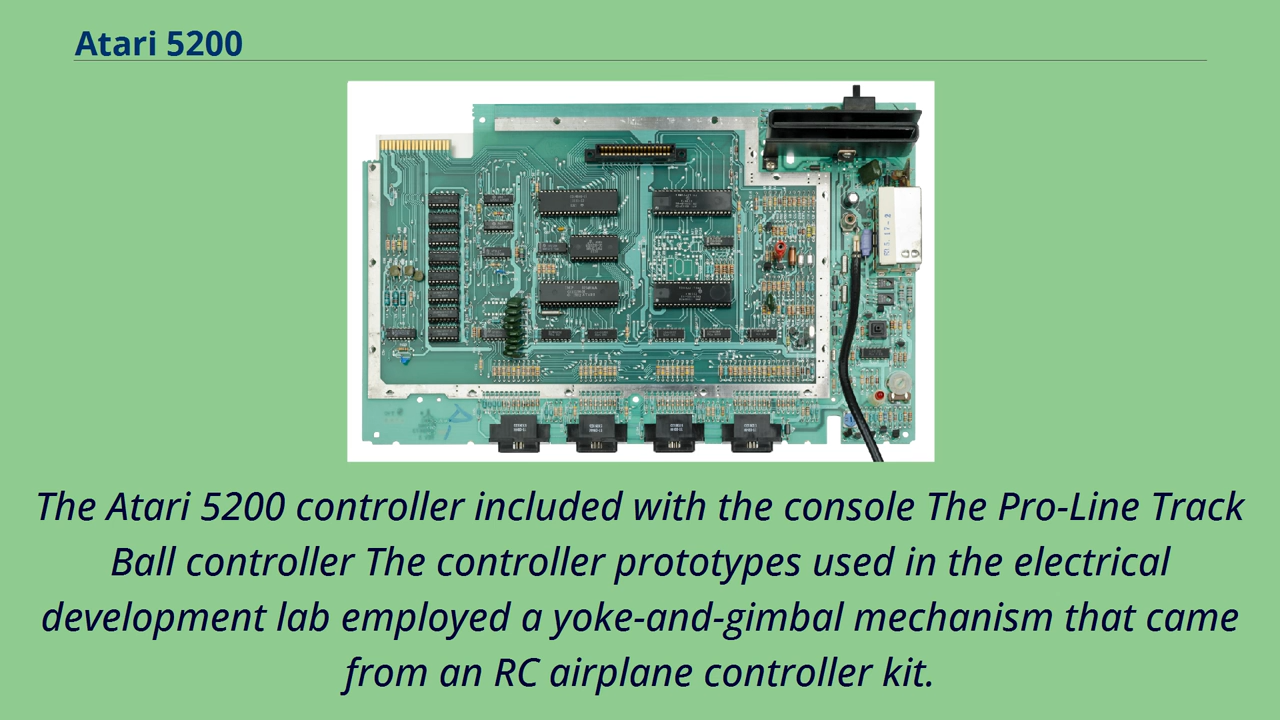 Atari 5200
The Atari 5200 controller included with the console The Pro-Line Track
Ball controller The controller prototypes used in the electrical
development lab employed a yoke-and-gimbal mechanism that came
from an RC airplane controller kit.